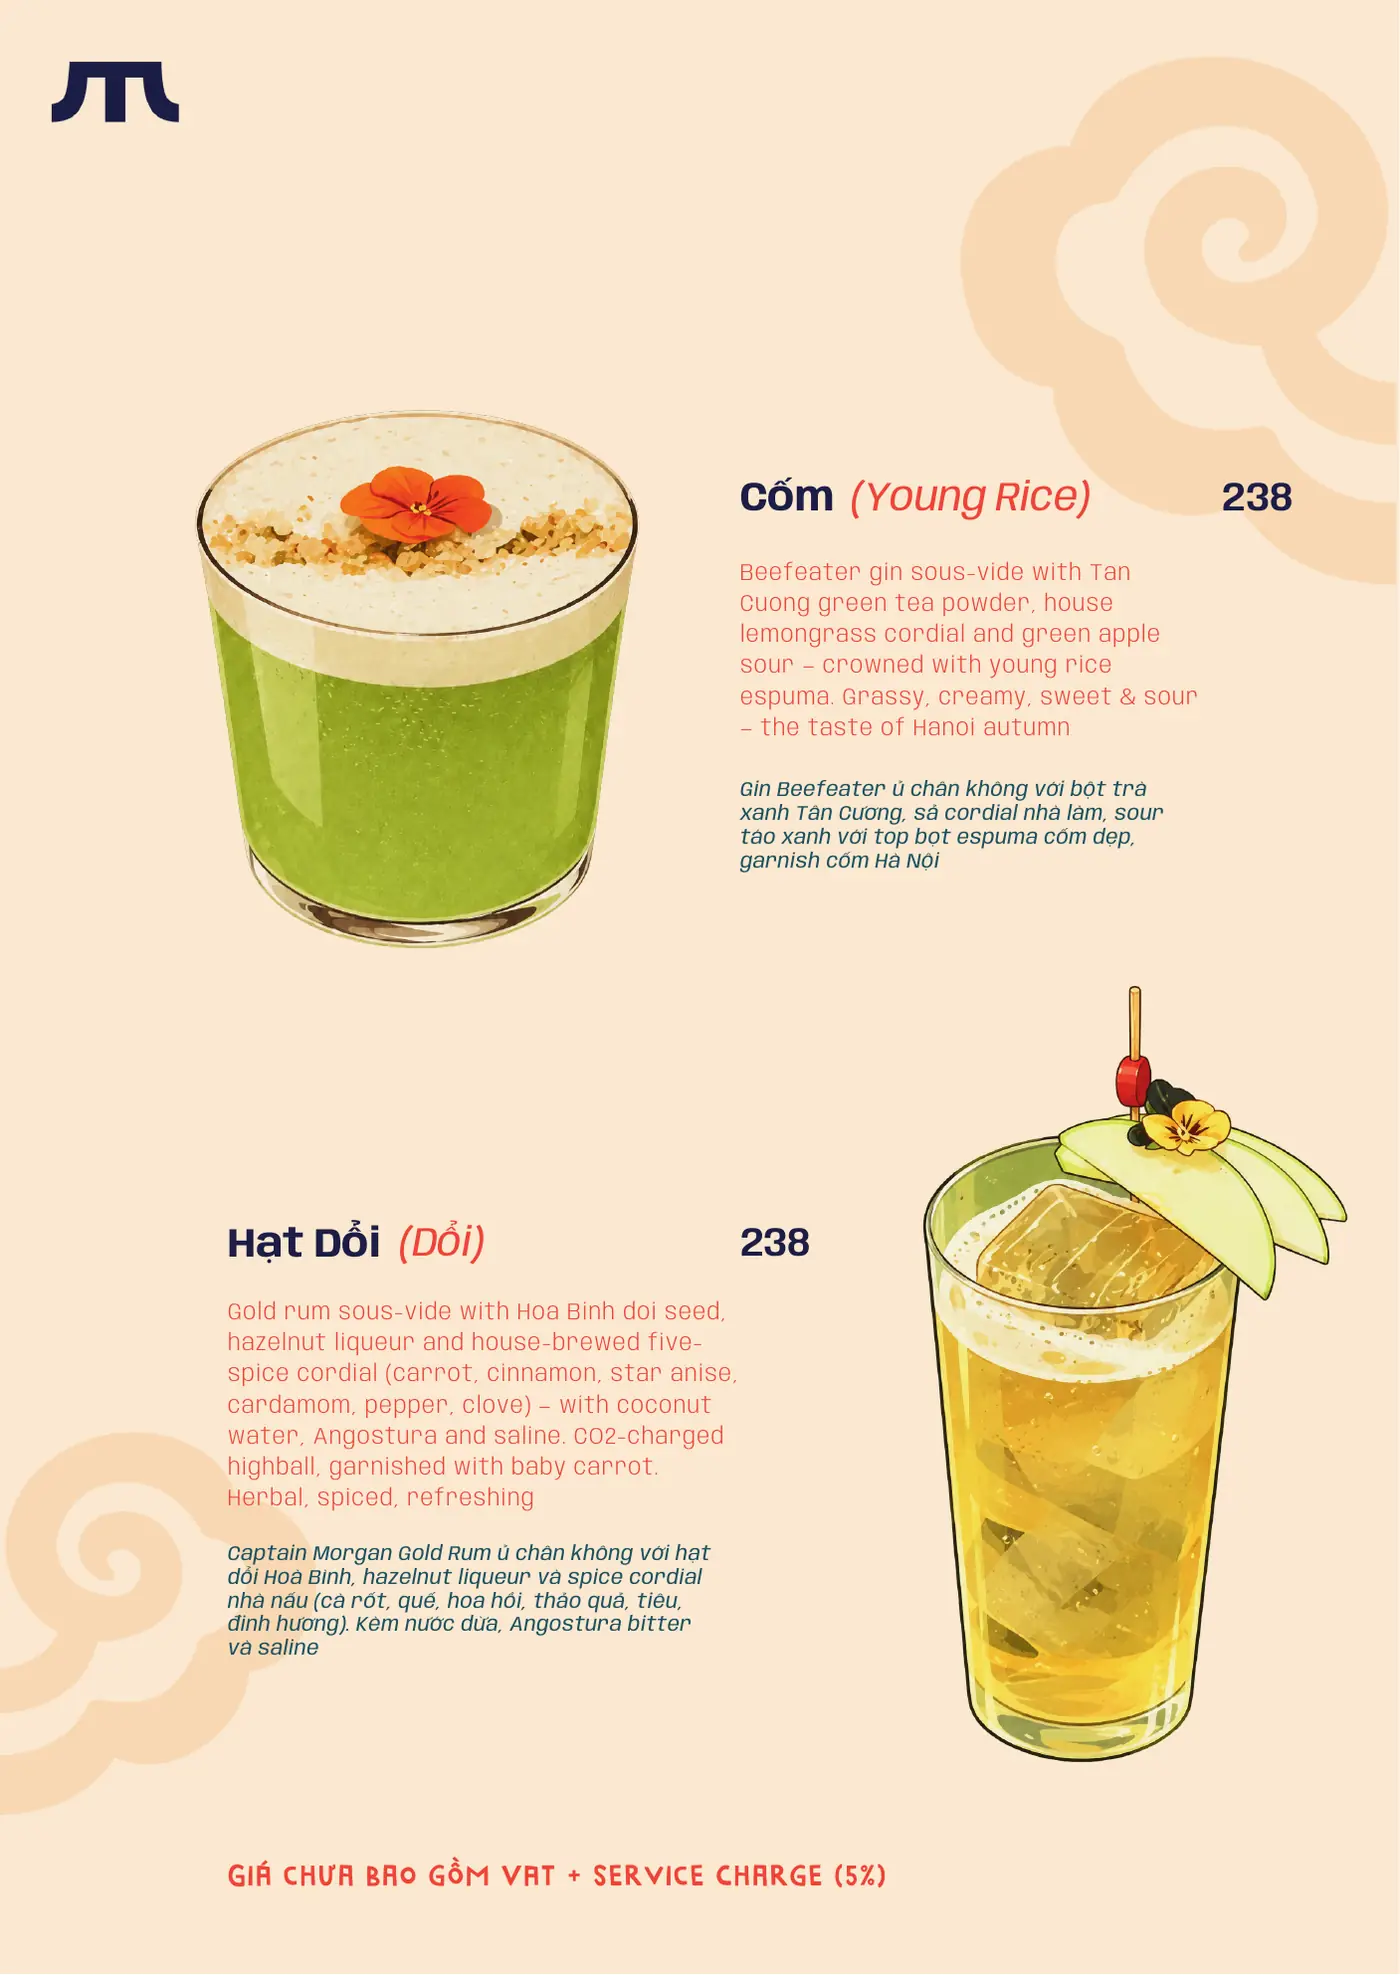 Cốm (Young Rice) 238
Beefeater gin sous-vide with Tan
Cuong green tea powder, house
lemongrass cordial and green apple
sour – crowned with young rice
espuma. Grassy, creamy, sweet & sour
– the taste of Hanoi autumn
Gin Beefeater ủ chân không với bột trà
xanh Tân Cương, sả cordial nhà làm, sour
táo xanh với top bọt espuma cốm dẹp,
garnish cốm Hà Nội
Hạt Dổi (Dổi) 238
Gold rum sous-vide with Hoa Binh doi seed,
hazelnut liqueur and house-brewed five-
spice cordial (carrot, cinnamon, star anise,
cardamom, pepper, clove) – with coconut
water, Angostura and saline. CO2-charged
highball, garnished with baby carrot.
Herbal, spiced, refreshing
Captain Morgan Gold Rum ủ chân không với hạt
dổi Hoà Bình, hazelnut liqueur và spice cordial
nhà nấu (cà rốt, quế, hoa hồi, thảo quả, tiêu,
đinh hương). Kèm nước dừa, Angostura bitter
và saline
GIÁ CHƯA BAO GỒM VAT + SERVICE CHARGE (5%)